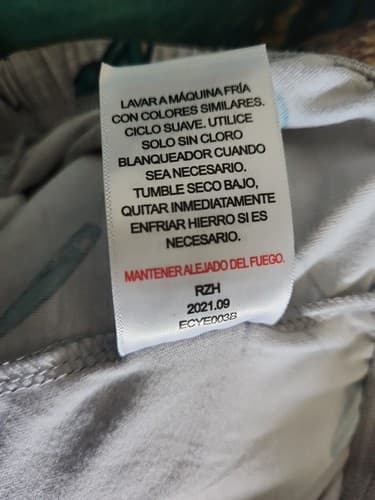 LAVAR A MÁQUINA FRÍA
CON COLORES SIMILARES.
CICLO SUAVE. UTILICE
SOLO SIN CLORO
BLANQUEADOR CUANDO
SEA NECESARIO.
TUMBLE SECO BAJO,
QUITAR INMEDIATAMENTE
ENFRIAR HIERRO SI ES
NECESARIO.
MANTENER ALEJADO DEL FUEGO.
RZH
2021.09
ECYE003B